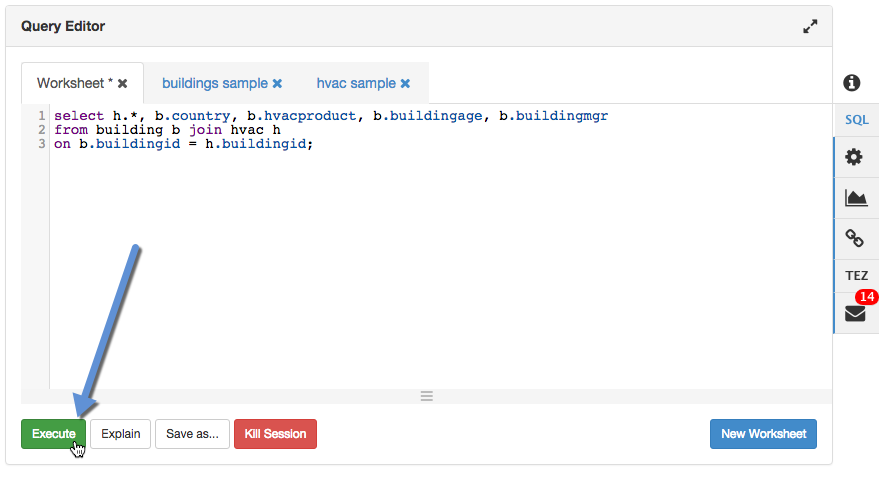 Query Editor
Worksheet * ✖ buildings sample ✖ hvac sample ✖
1 select h.*, b.country, b.hvacproduct, b.buildingage, b.buildingmgr
2 from building b join hvac h
3 on b.buildingid = h.buildingid;
SQL
TEZ
14
Execute Explain Save as... Kill Session New Worksheet